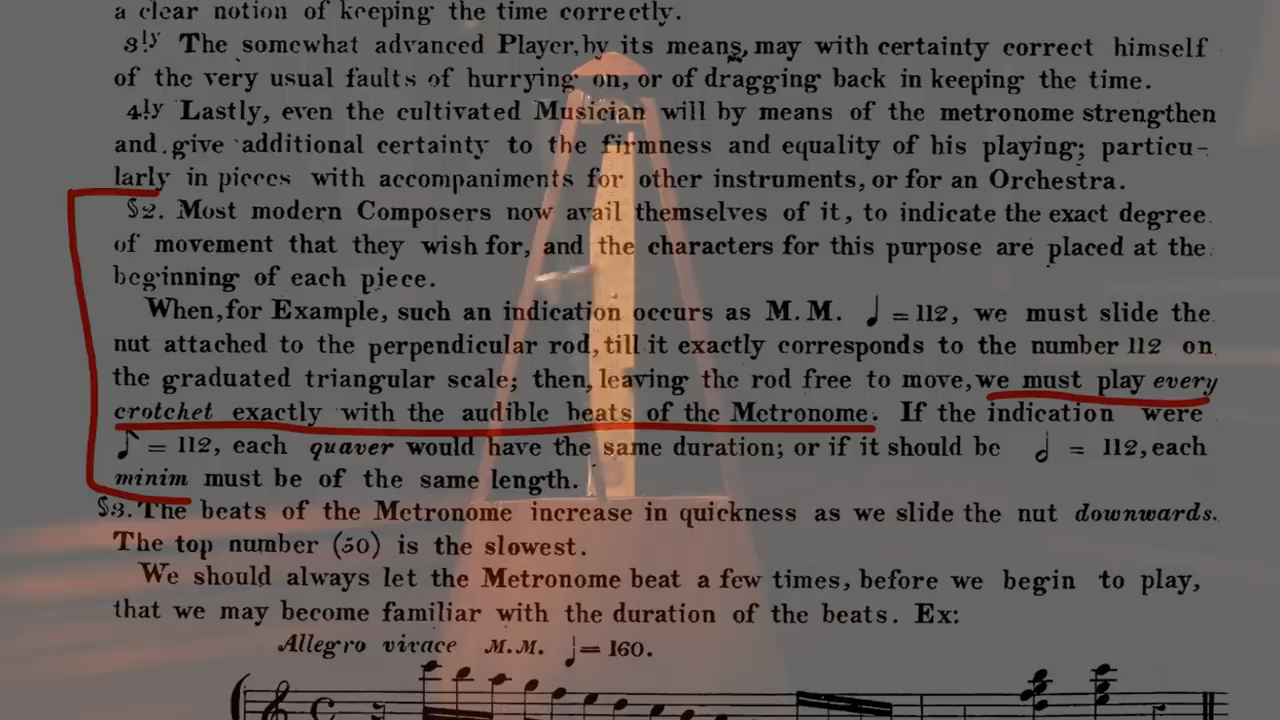 a clear notion of keeping the time correctly.
3ly The somewhat advanced Player, by its means, may with certainty correct himself
of the very usual faults of hurrying on, or of dragging back in keeping the time.
4ly Lastly, even the cultivated Musician will by means of the metronome strengthen
and give additional certainty to the firmness and equality of his playing; particu-
larly in pieces with accompaniments for other instruments, or for an Orchestra.
§2. Most modern Composers now avail themselves of it, to indicate the exact degree
of movement that they wish for, and the characters for this purpose are placed at the
beginning of each piece.
When, for Example, such an indication occurs as M.M. ♩ = 112, we must slide the
nut attached to the perpendicular rod, till it exactly corresponds to the number 112 on
the graduated triangular scale; then, leaving the rod free to move, we must play every
crotchet exactly with the audible beats of the Metronome. If the indication were
♪ = 112, each quaver would have the same duration; or if it should be 𝅗𝅥 = 112, each
minim must be of the same length.
§3. The beats of the Metronome increase in quickness as we slide the nut downwards.
The top number (50) is the slowest.
We should always let the Metronome beat a few times, before we begin to play,
that we may become familiar with the duration of the beats. Ex:
Allegro vivace M.M. ♩= 160.